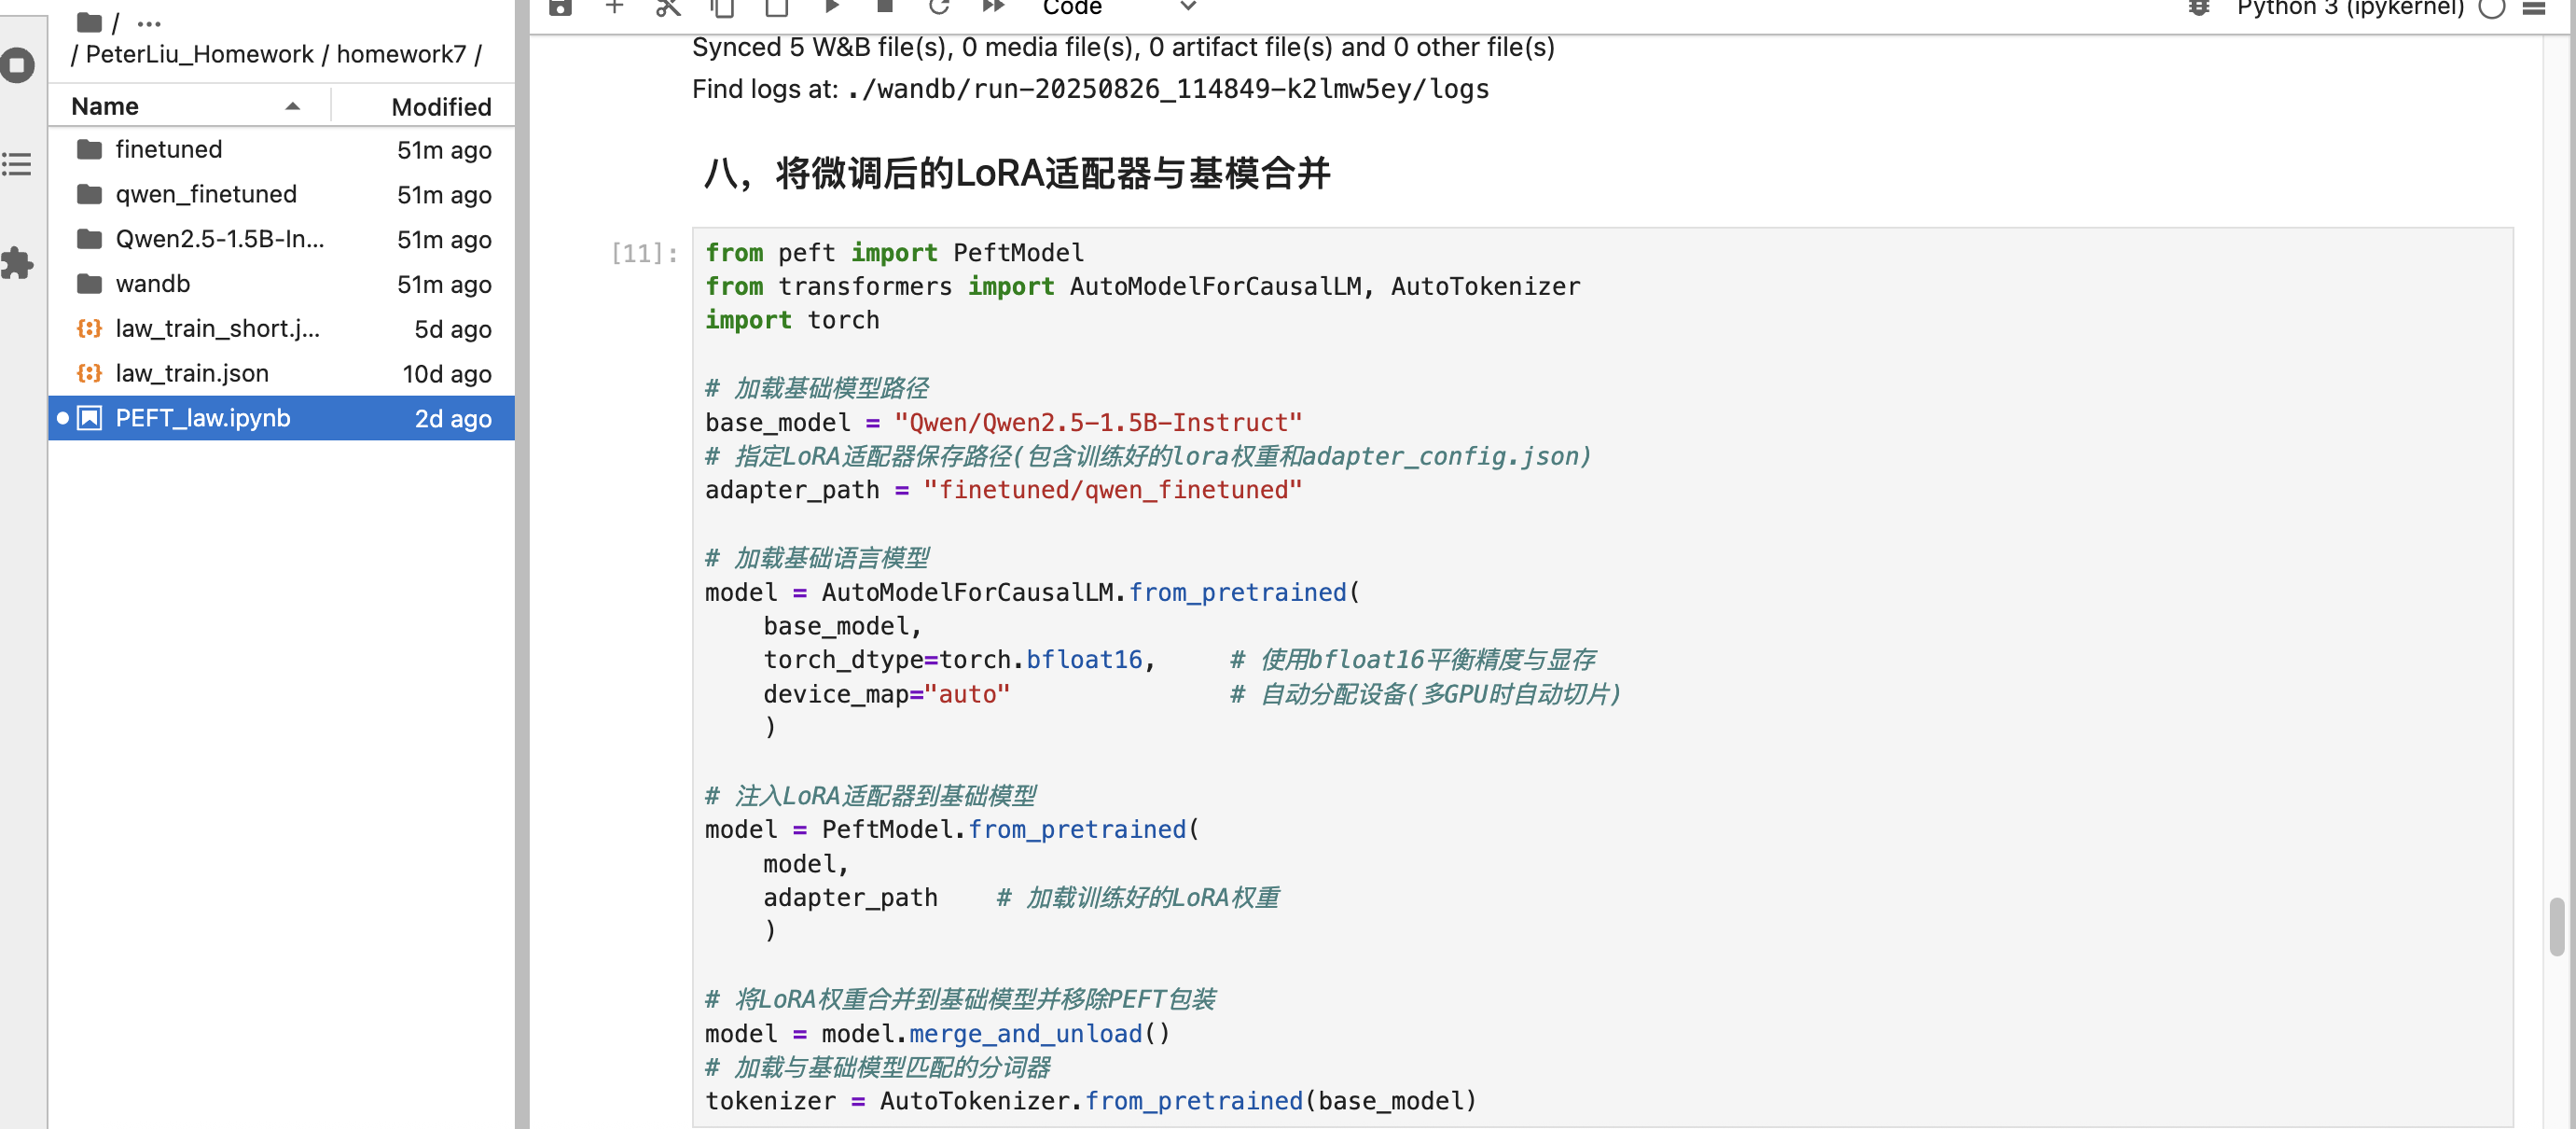 / ...
/ PeterLiu_Homework / homework7 /
Name Modified
finetuned 51m ago
qwen_finetuned 51m ago
Qwen2.5-1.5B-In... 51m ago
wandb 51m ago
law_train_short.j... 5d ago
law_train.json 10d ago
PEFT_law.ipynb 2d ago
Code
Python 3 (ipykernel)
Synced 5 W&B file(s), 0 media file(s), 0 artifact file(s) and 0 other file(s)
Find logs at: ./wandb/run-20250826_114849-k2lmw5ey/logs
八，将微调后的LoRA适配器与基模合并
[11]:
from peft import PeftModel
from transformers import AutoModelForCausalLM, AutoTokenizer
import torch
# 加载基础模型路径
base_model = "Qwen/Qwen2.5-1.5B-Instruct"
# 指定LoRA适配器保存路径(包含训练好的lora权重和adapter_config.json)
adapter_path = "finetuned/qwen_finetuned"
# 加载基础语言模型
model = AutoModelForCausalLM.from_pretrained(
    base_model,
    torch_dtype=torch.bfloat16,     # 使用bfloat16平衡精度与显存
    device_map="auto"               # 自动分配设备(多GPU时自动切片)
    )
# 注入LoRA适配器到基础模型
model = PeftModel.from_pretrained(
    model,
    adapter_path    # 加载训练好的LoRA权重
    )
# 将LoRA权重合并到基础模型并移除PEFT包装
model = model.merge_and_unload()
# 加载与基础模型匹配的分词器
tokenizer = AutoTokenizer.from_pretrained(base_model)